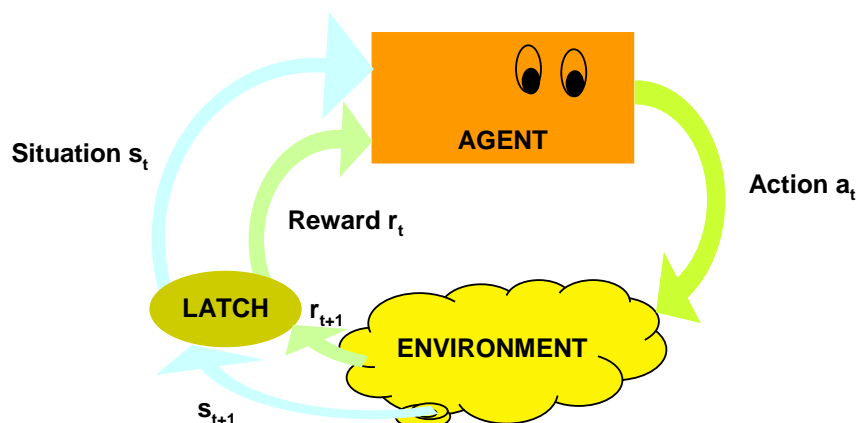 AGENT
Situation sₜ
Action aₜ
Reward rₜ
LATCH
rₜ₊₁
ENVIRONMENT
sₜ₊₁